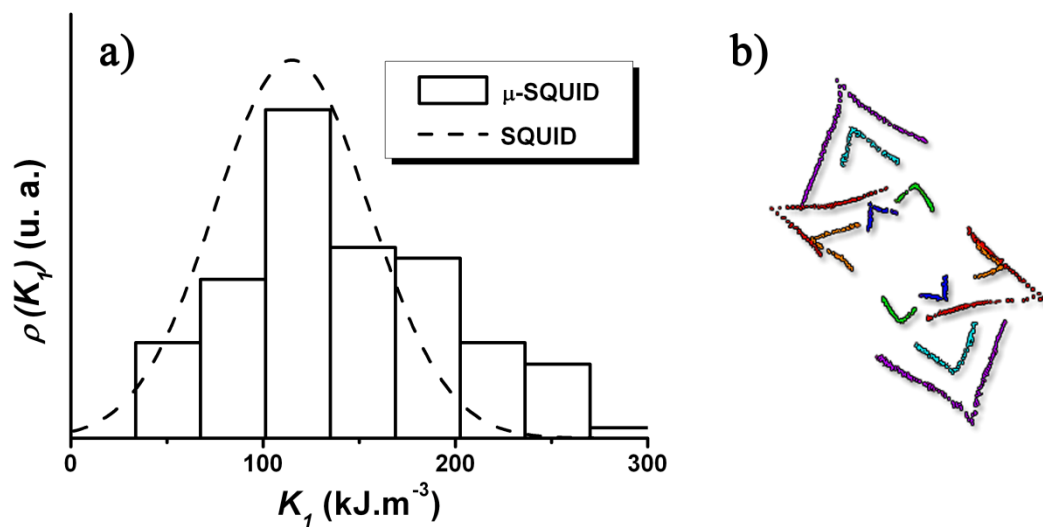 a)
b)
μ-SQUID
SQUID
ρ (K₁) (u. a.)
0
100
200
300
K₁ (kJ.m⁻³)